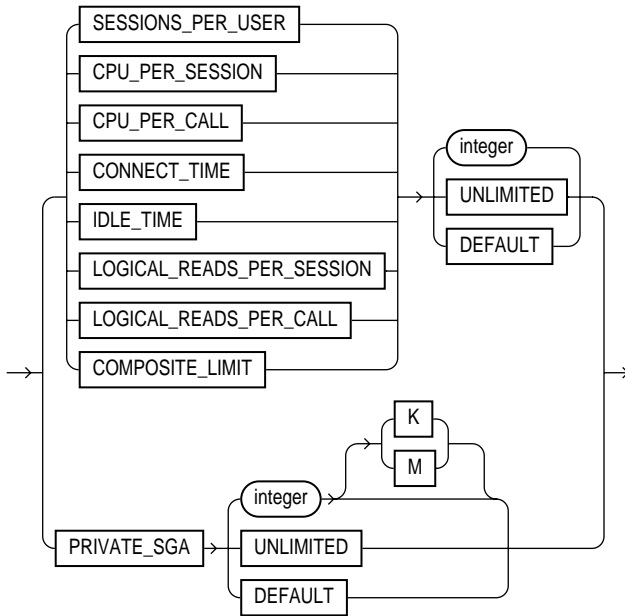 SESSIONS_PER_USER
CPU_PER_SESSION
CPU_PER_CALL
CONNECT_TIME
IDLE_TIME
LOGICAL_READS_PER_SESSION
LOGICAL_READS_PER_CALL
COMPOSITE_LIMIT
integer
UNLIMITED
DEFAULT
PRIVATE_SGA
integer
K
M
UNLIMITED
DEFAULT